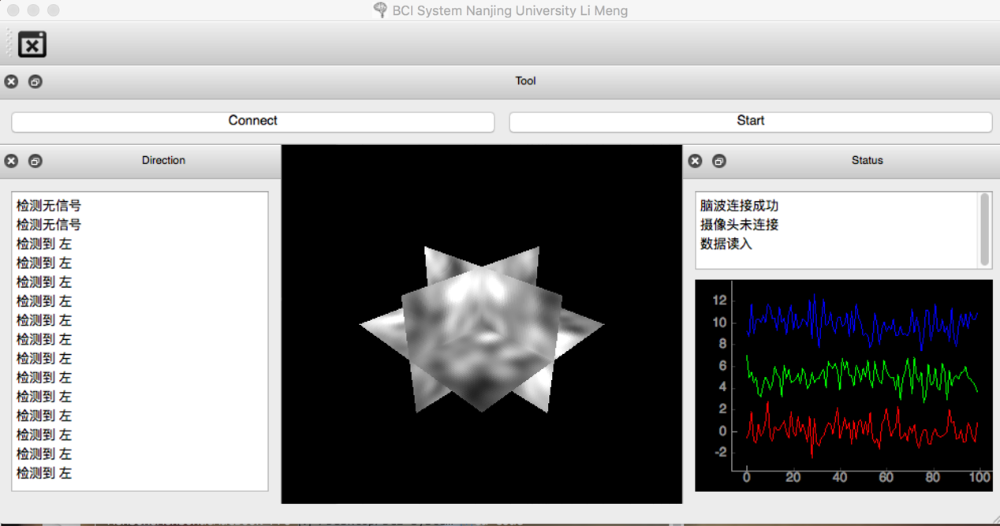 BCI System Nanjing University Li Meng
Tool
Connect
Start
Direction
检测无信号
检测无信号
检测到 左
检测到 左
检测到 左
检测到 左
检测到 左
检测到 左
检测到 左
检测到 左
检测到 左
检测到 左
检测到 左
检测到 左
检测到 左
Status
脑波连接成功
摄像头未连接
数据读入
12
10
8
6
4
2
0
-2
0 20 40 60 80 100